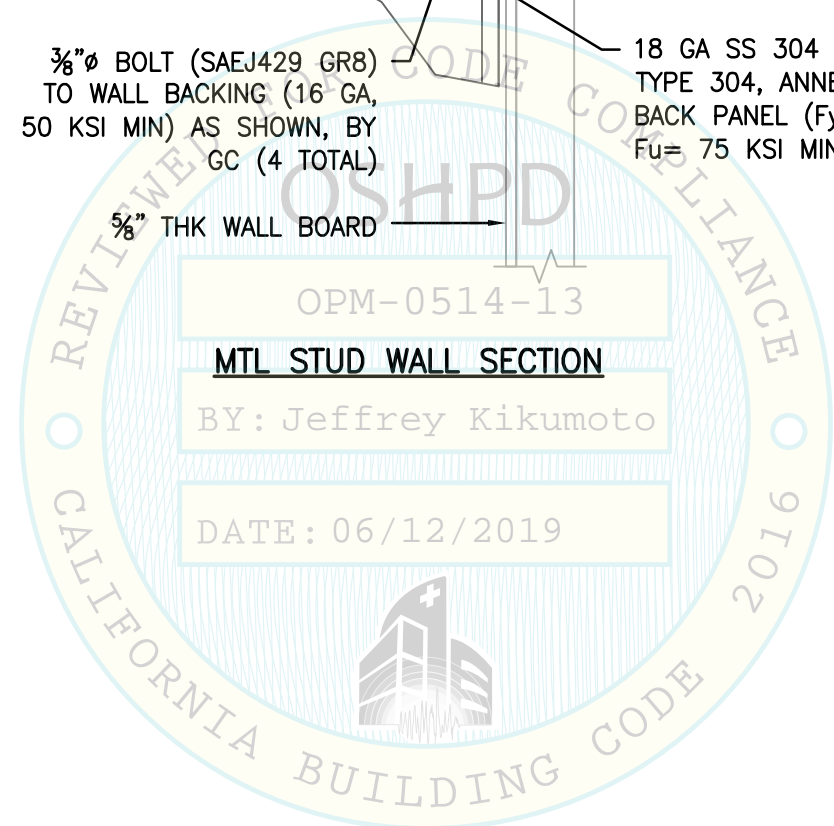 ⅜"ø BOLT (SAEJ429 GR8)
TO WALL BACKING (16 GA,
50 KSI MIN) AS SHOWN, BY
GC (4 TOTAL)
⅝" THK WALL BOARD
18 GA SS 304
TYPE 304, ANNE
BACK PANEL (Fy
Fu= 75 KSI MIN
MTL STUD WALL SECTION
REVIEWED FOR CODE COMPLIANCE
OSHPD
OPM-0514-13
BY: Jeffrey Kikumoto
DATE: 06/12/2019
CALIFORNIA BUILDING CODE 2016